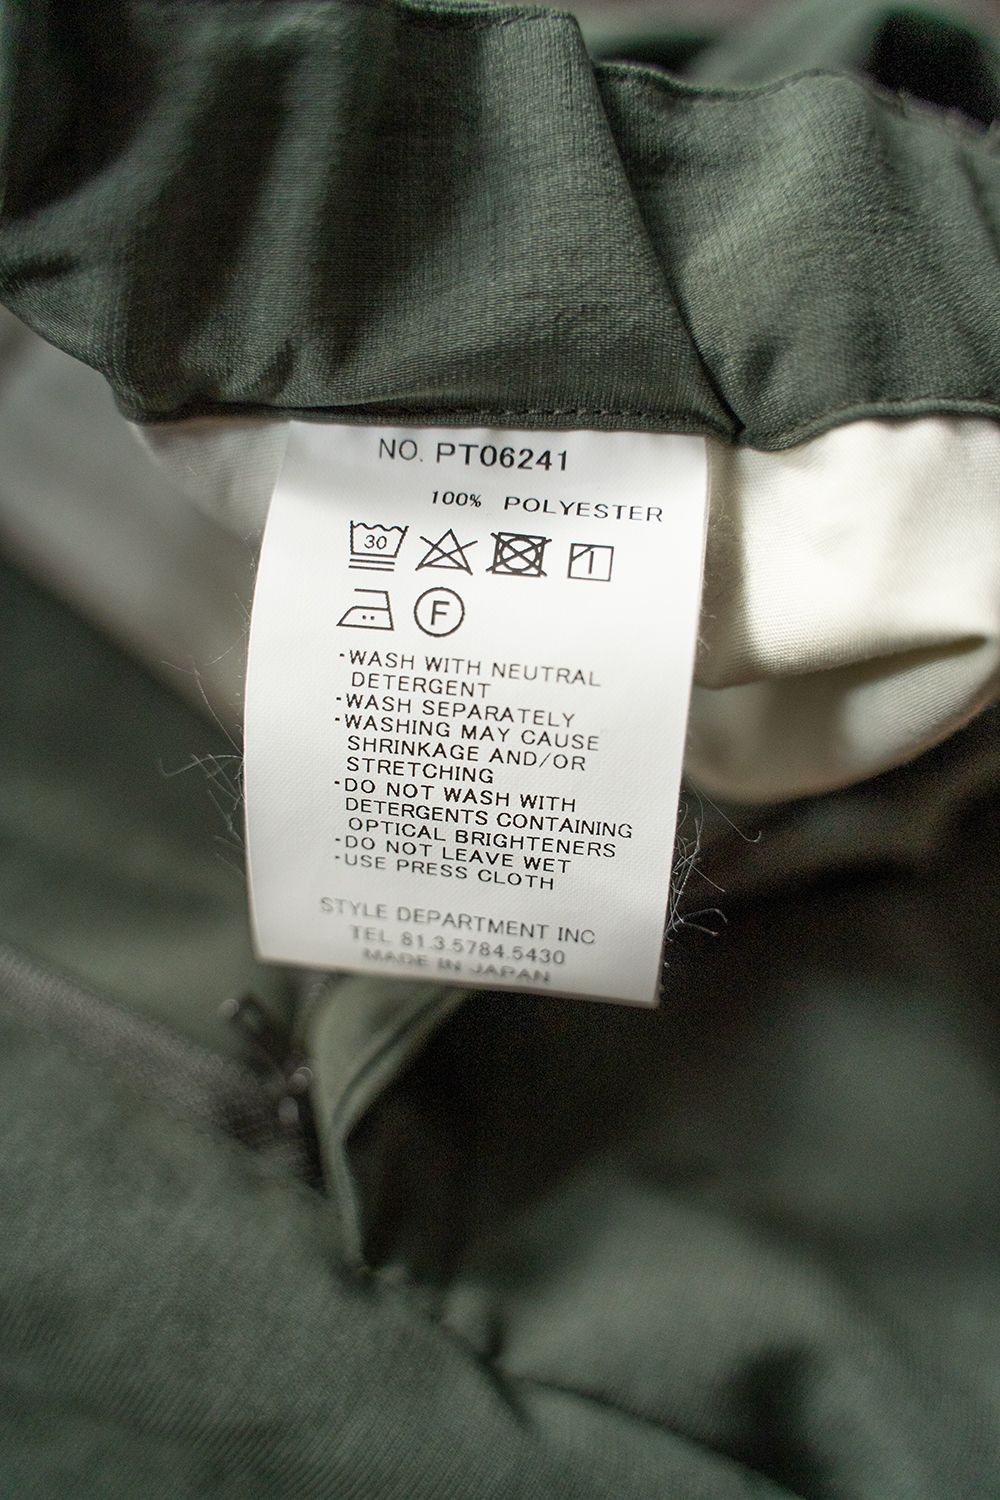 NO. PT06241
100% POLYESTER
30
F
·WASH WITH NEUTRAL
DETERGENT
·WASH SEPARATELY
·WASHING MAY CAUSE
SHRINKAGE AND/OR
STRETCHING
·DO NOT WASH WITH
DETERGENTS CONTAINING
OPTICAL BRIGHTENERS
·DO NOT LEAVE WET
·USE PRESS CLOTH
STYLE DEPARTMENT INC
TEL 81.3.5784.5430
MADE IN JAPAN